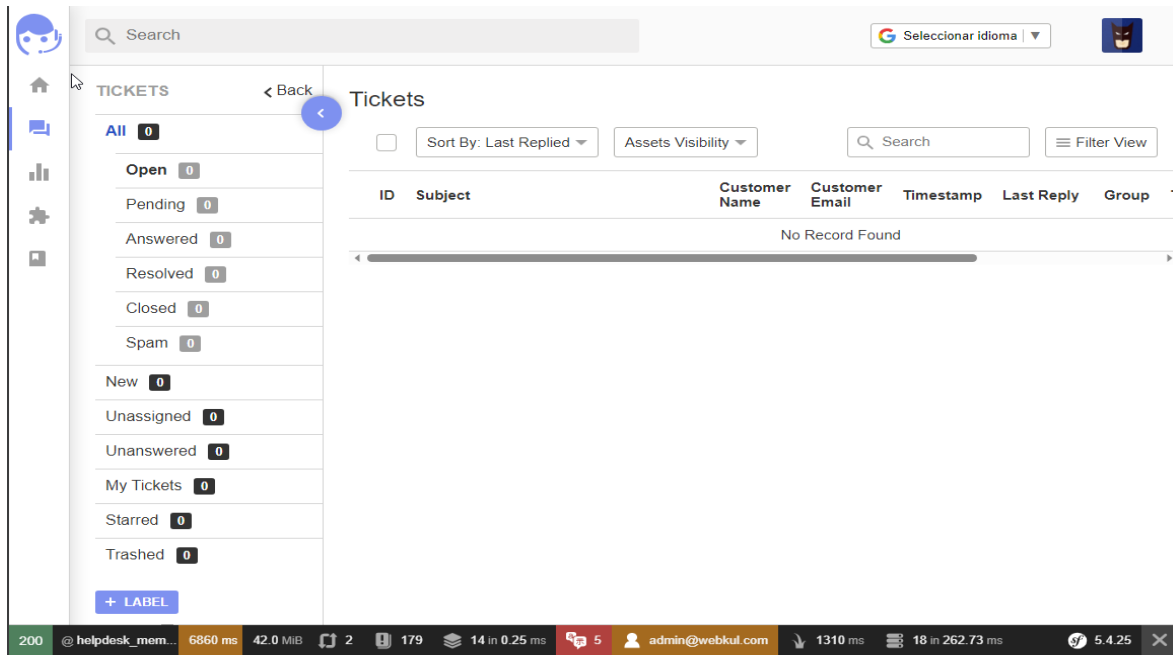 Search
Seleccionar idioma
TICKETS
Back
All 0
Open 0
Pending 0
Answered 0
Resolved 0
Closed 0
Spam 0
New 0
Unassigned 0
Unanswered 0
My Tickets 0
Starred 0
Trashed 0
+ LABEL
Tickets
Sort By: Last Replied
Assets Visibility
Search
Filter View
ID Subject Customer Name Customer Email Timestamp Last Reply Group
No Record Found
200 @ helpdesk_mem... 6860 ms 42.0 MiB 2 179 14 in 0.25 ms 5 admin@webkul.com 1310 ms 18 in 262.73 ms sf 5.4.25